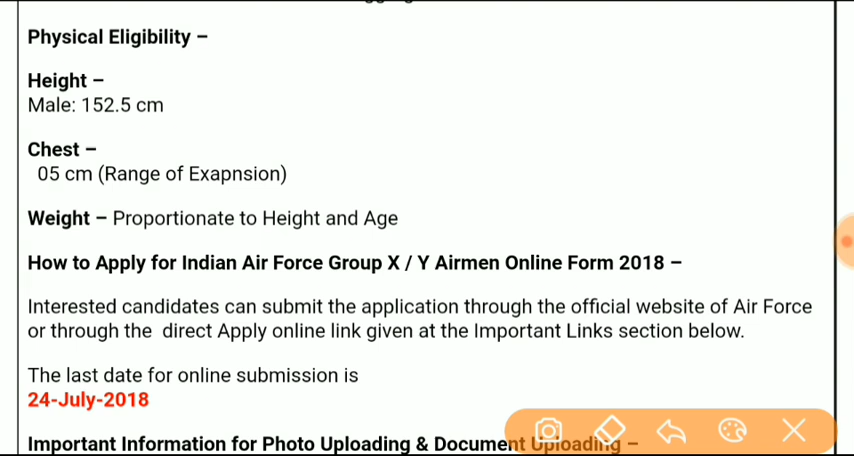 Physical Eligibility –
Height –
Male: 152.5 cm
Chest –
05 cm (Range of Exapnsion)
Weight – Proportionate to Height and Age
How to Apply for Indian Air Force Group X / Y Airmen Online Form 2018 –
Interested candidates can submit the application through the official website of Air Force
or through the direct Apply online link given at the Important Links section below.
The last date for online submission is
24-July-2018
Important Information for Photo Uploading & Document Uploading –